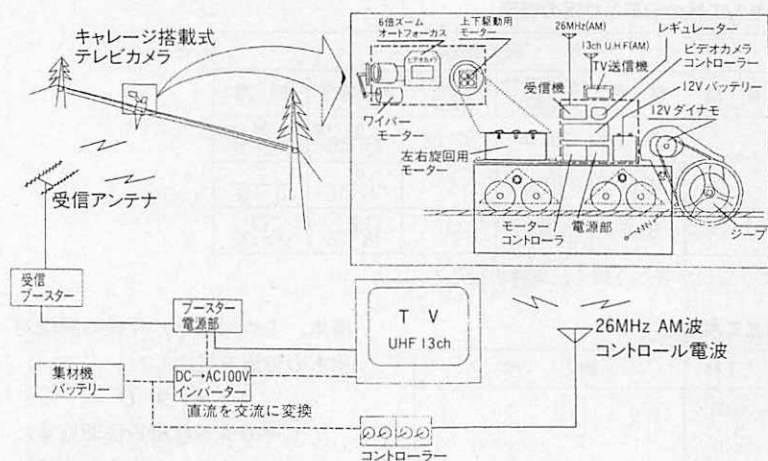 キャレージ搭載式
テレビカメラ
6倍ズーム
オートフォーカス
ビデオカメラ
上下駆動用
モーター
26MHz(AM)
13ch U.H.F(AM)
TV送信機
レギュレーター
ビデオカメラ
コントローラー
12Vバッテリー
12Vダイナモ
受信機
ワイパー
モーター
左右旋回用
モーター
モーター
コントローラ
電源部
ジープ
受信アンテナ
受信
ブースター
ブースター
電源部
TV
UHF 13ch
26MHz AM波
コントロール電波
集材機
バッテリー
DC→AC100V
インバーター
直流を交流に変換
コントローラー